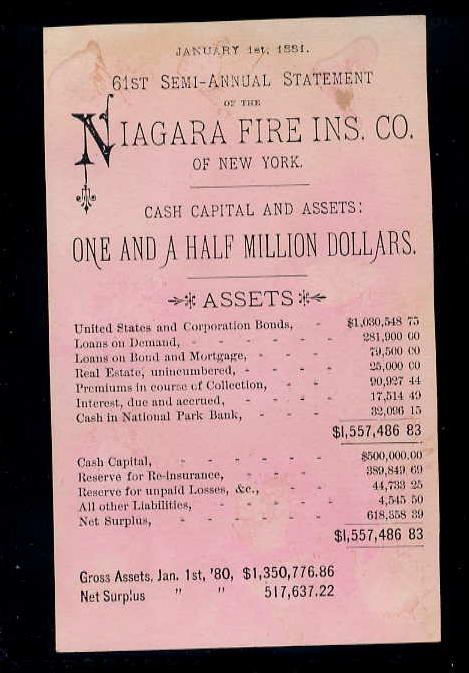 JANUARY 1st, 1881.
61ST SEMI-ANNUAL STATEMENT
OF THE
NIAGARA FIRE INS. CO.
OF NEW YORK.
CASH CAPITAL AND ASSETS:
ONE AND A HALF MILLION DOLLARS.
ASSETS
United States and Corporation Bonds, - $1,030,548 75
Loans on Demand, - - - - - - 281,900 00
Loans on Bond and Mortgage, - - - - 79,500 00
Real Estate, unincumbered, - - - - 25,000 00
Premiums in course of Collection, - - - 90,927 44
Interest, due and accrued, - - - - 17,514 49
Cash in National Park Bank, - - - - 32,096 15
$1,557,486 83
Cash Capital, - - - - - - $500,000.00
Reserve for Re-insurance, - - - - 389,849 69
Reserve for unpaid Losses, &c., - - - 44,733 25
All other Liabilities, - - - - - 4,545 50
Net Surplus, - - - - - - 618,358 39
$1,557,486 83
Gross Assets, Jan. 1st, '80, $1,350,776.86
Net Surplus " " 517,637.22